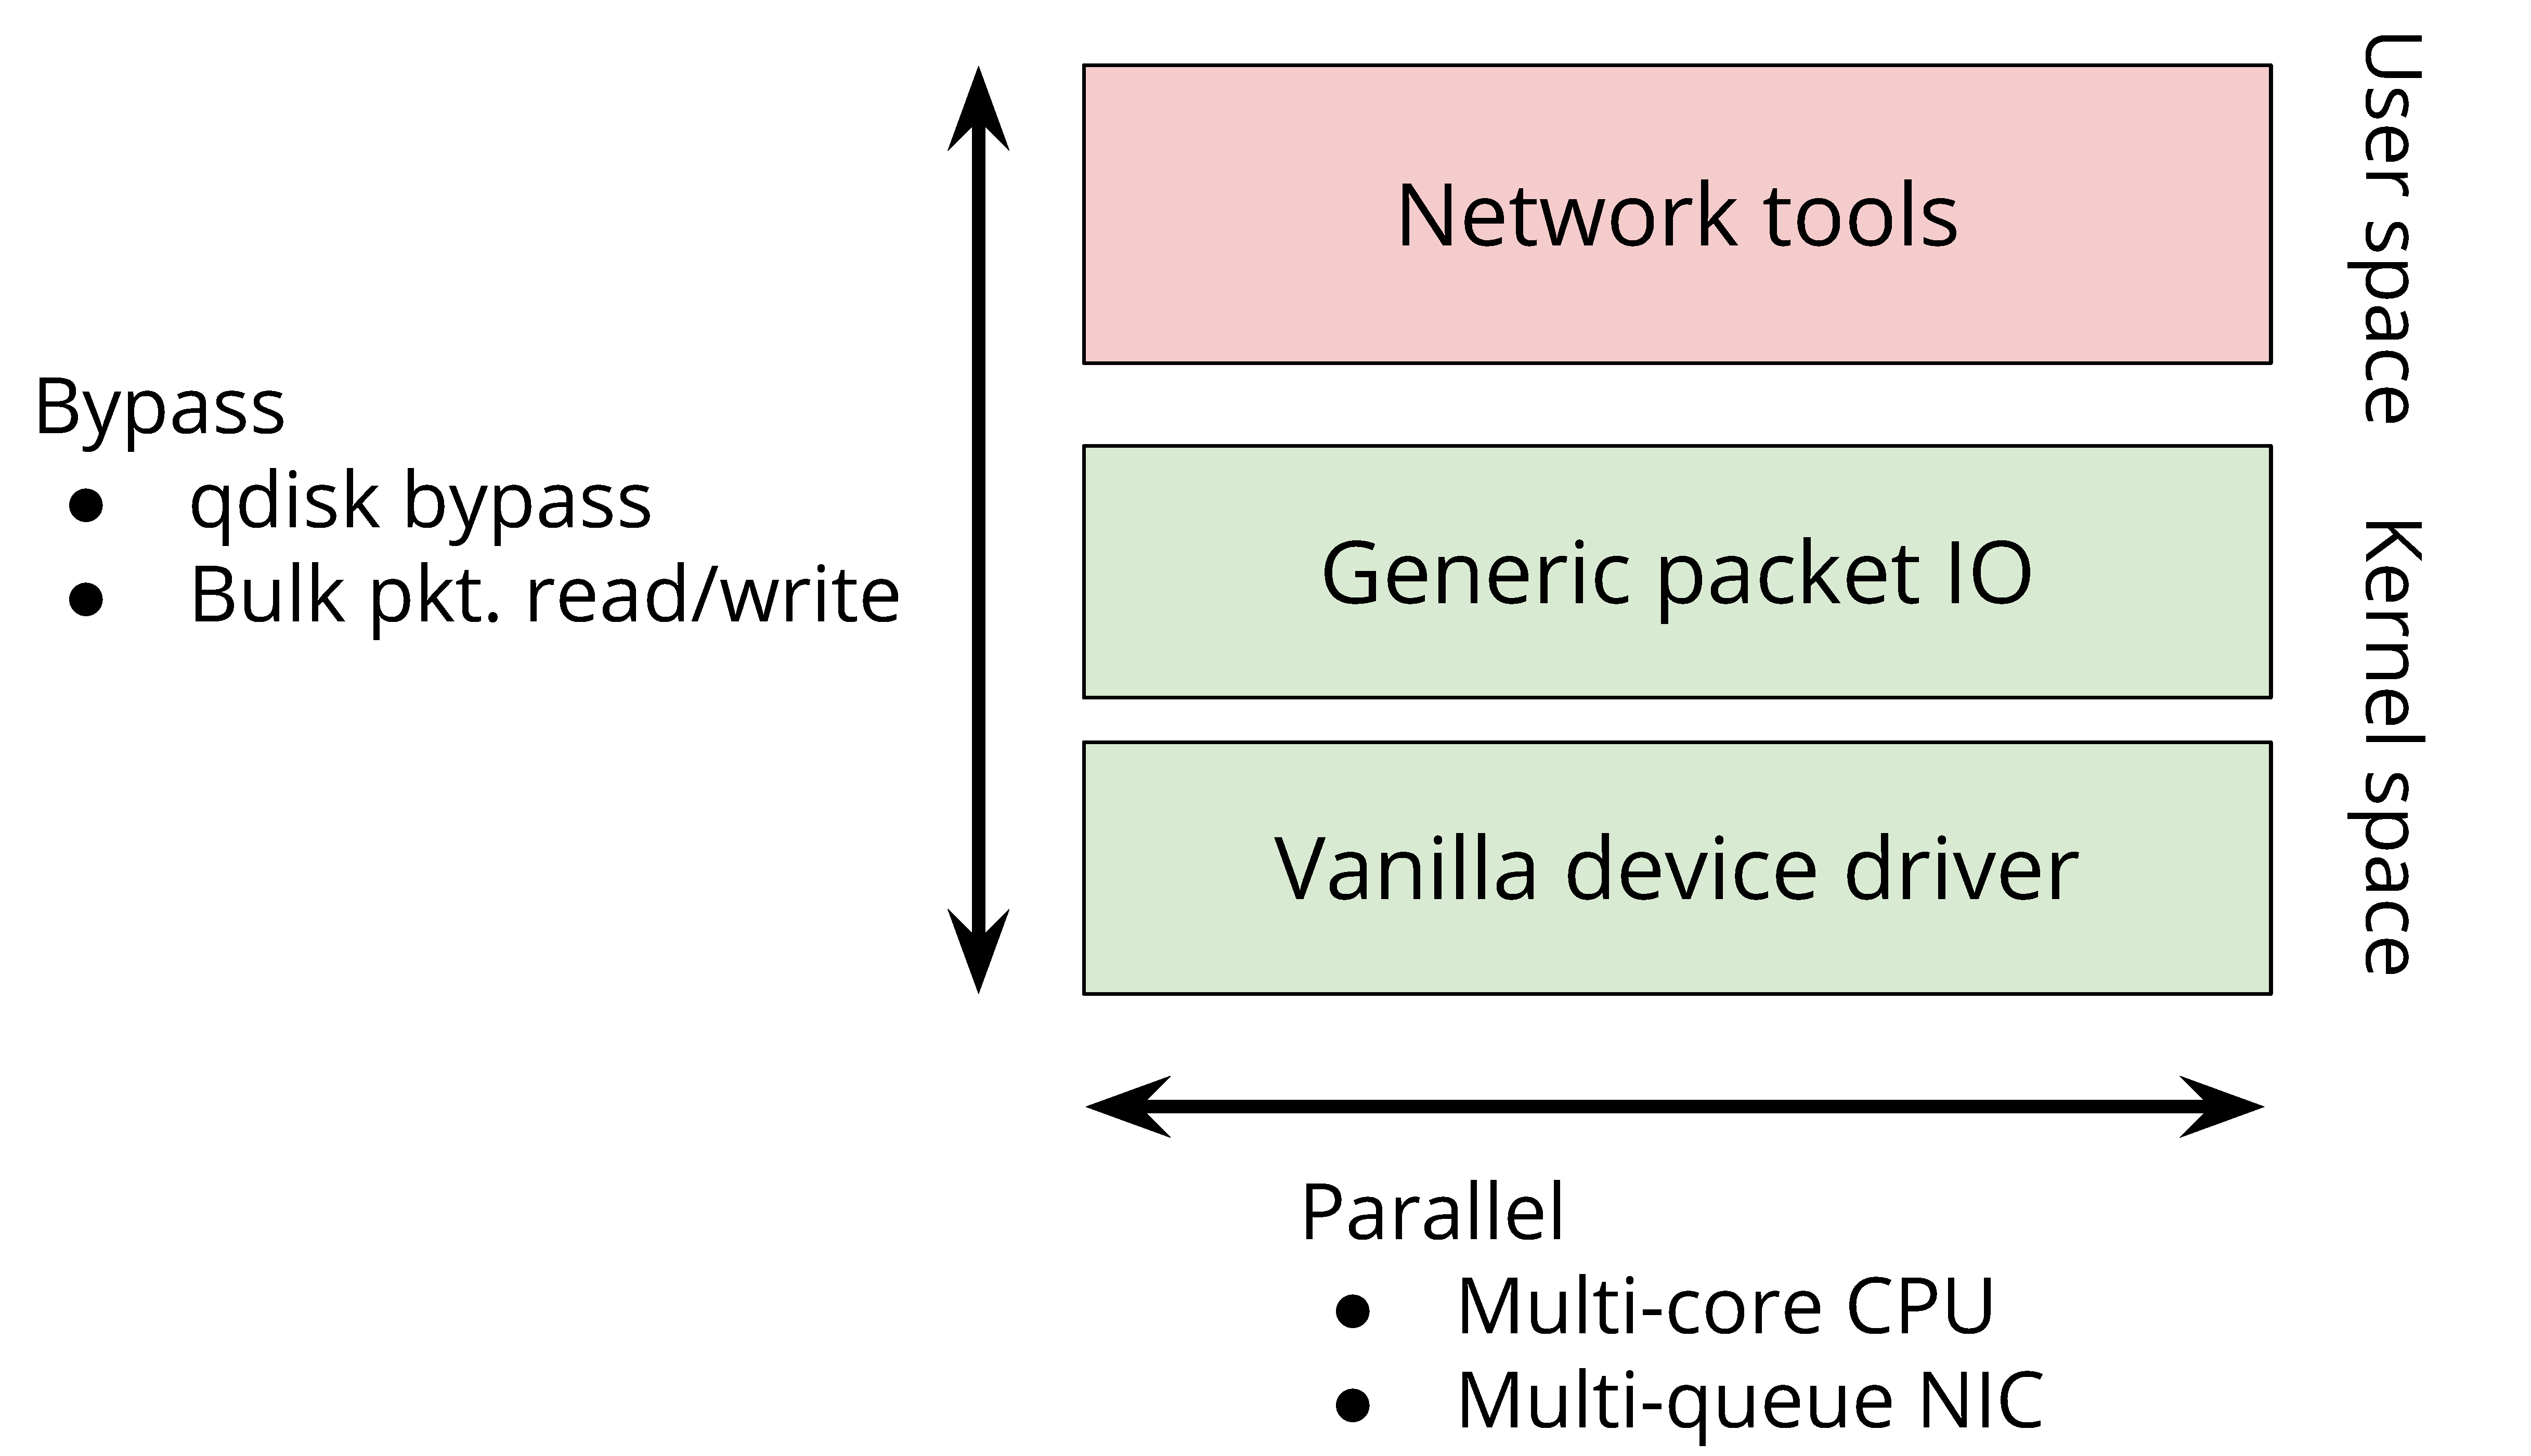 Network tools
User space
Bypass
● qdisk bypass
● Bulk pkt. read/write
Generic packet IO
Kernel space
Vanilla device driver
Parallel
● Multi-core CPU
● Multi-queue NIC